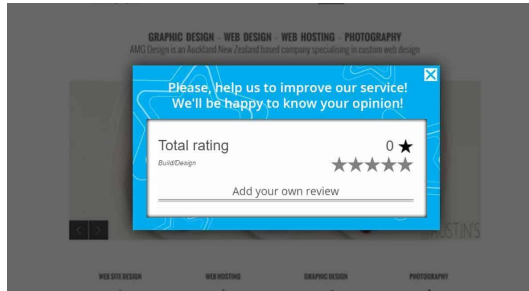 GRAPHIC DESIGN - WEB DESIGN - WEB HOSTING - PHOTOGRAPHY
AMG Design is an Auckland New Zealand based company specialising in custom web design
Please, help us to improve our service!
We'll be happy to know your opinion!
Total rating
0
Build/Design
Add your own review
WEB SITE DESIGN
WEB HOSTING
GRAPHIC DESIGN
PHOTOGRAPHY